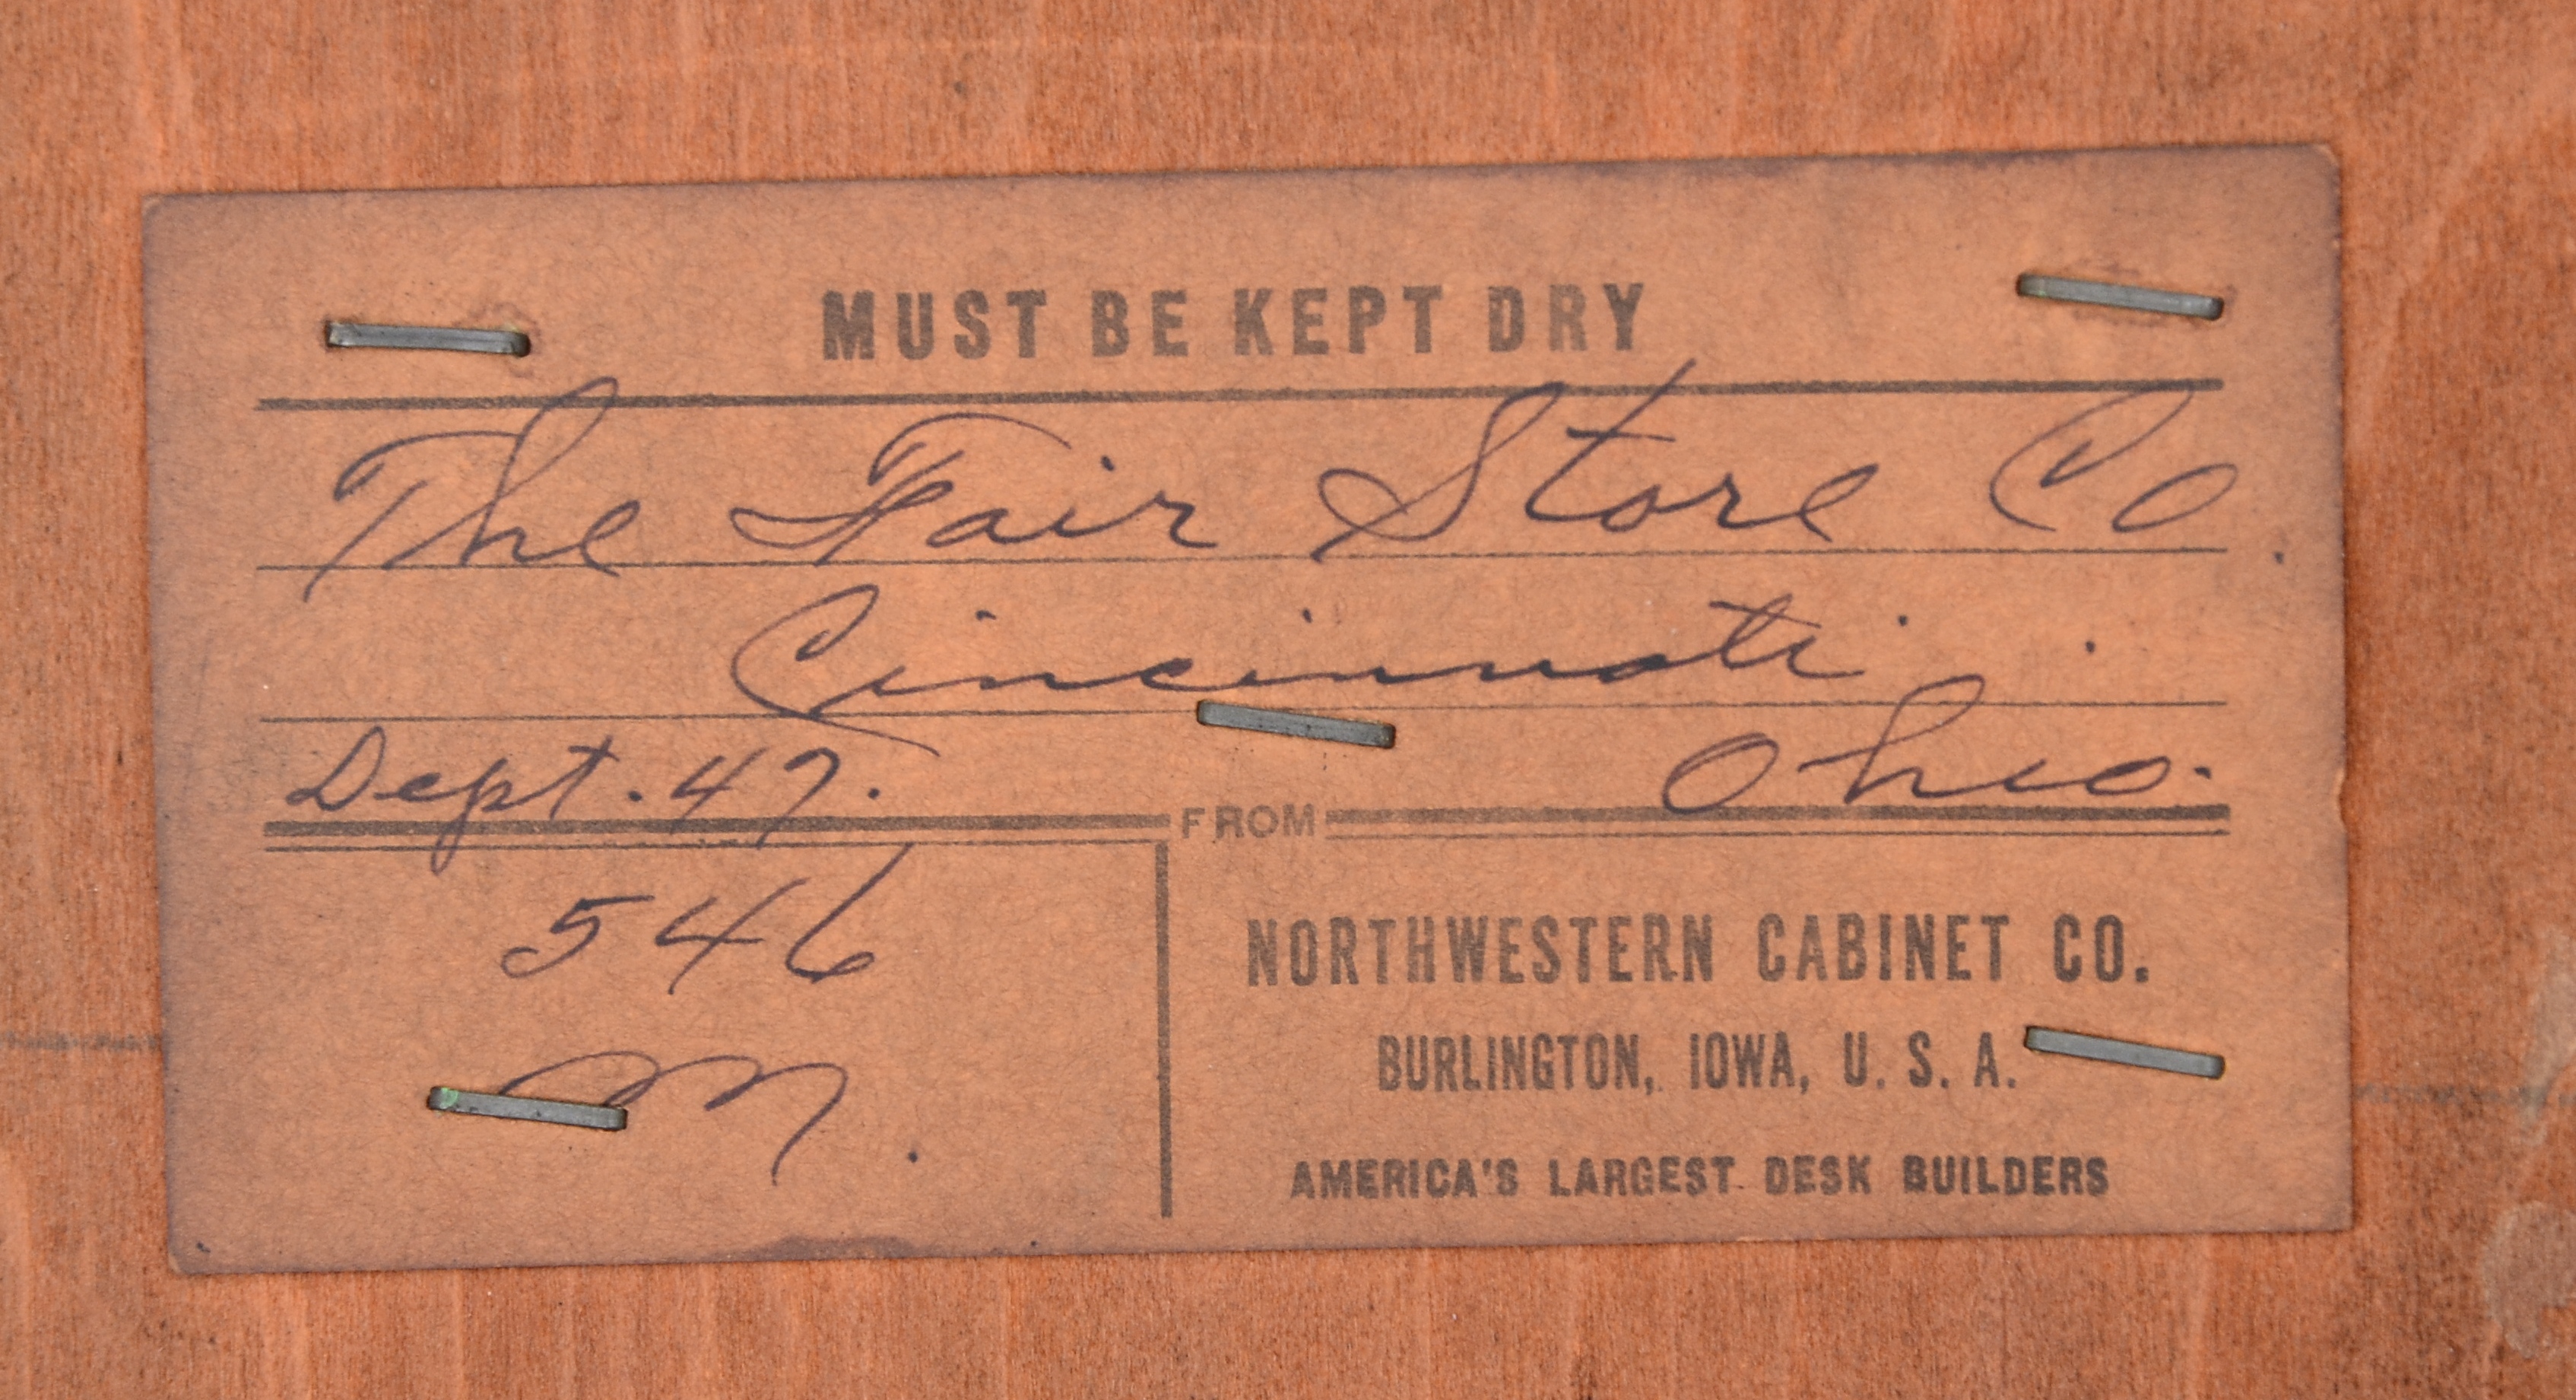 MUST BE KEPT DRY
The Fair Store Co.
Cincinnati.
Dept. 47. Ohio.
FROM
546
M.
NORTHWESTERN CABINET CO.
BURLINGTON, IOWA, U. S. A.
AMERICA'S LARGEST DESK BUILDERS